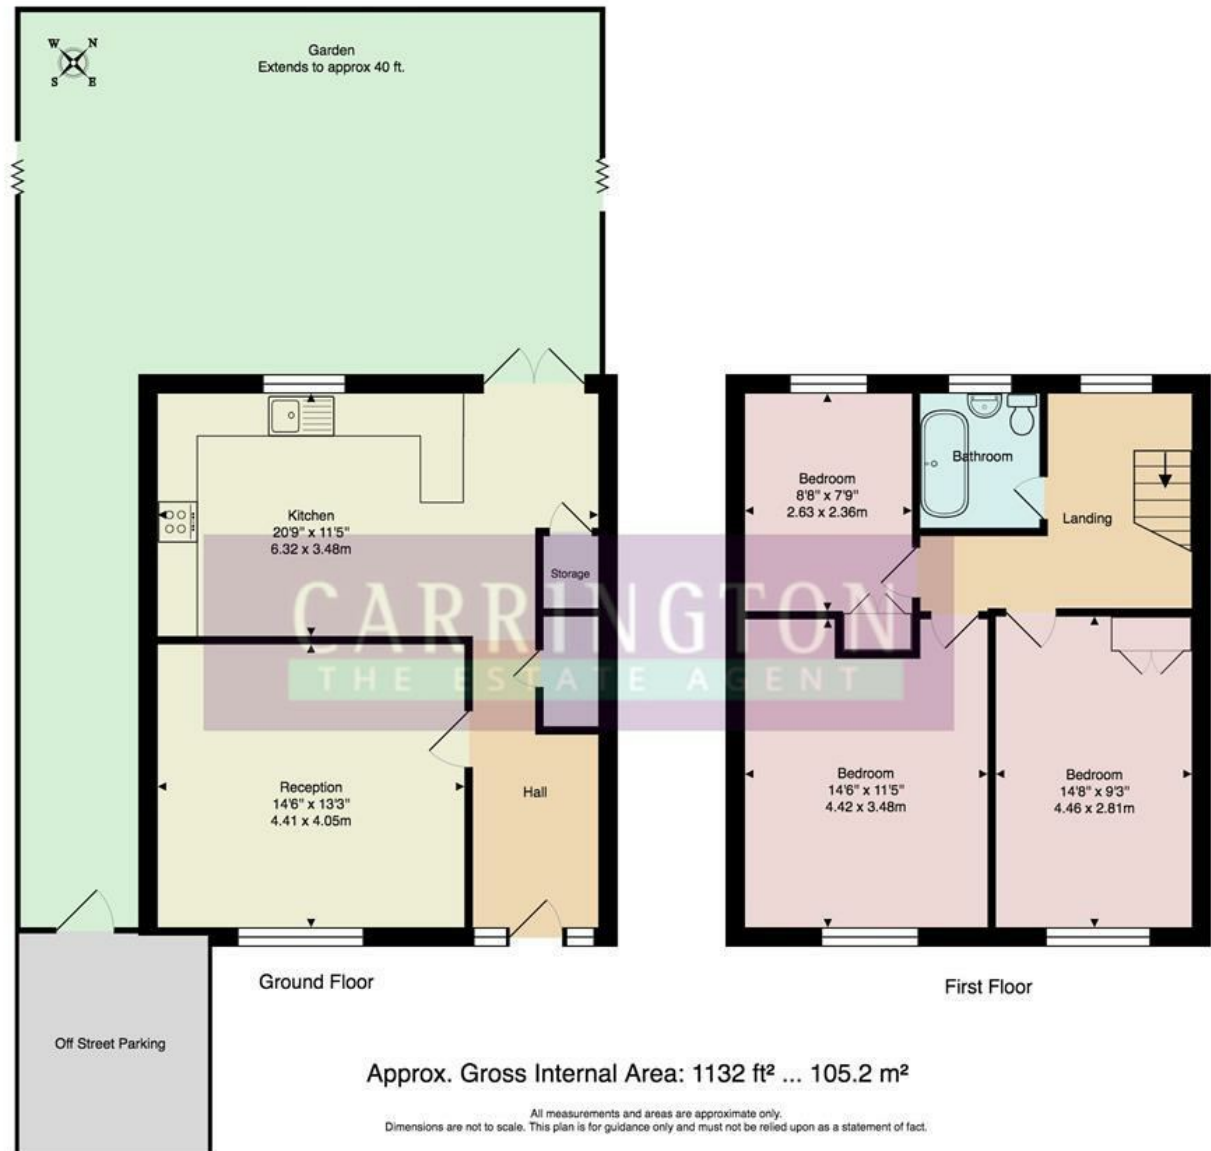 W N
S E
Garden
Extends to approx 40 ft.
Kitchen
20'9" x 11'5"
6.32 x 3.48m
Storage
Reception
14'6" x 13'3"
4.41 x 4.05m
Hall
Off Street Parking
Ground Floor
Bedroom
8'8" x 7'9"
2.63 x 2.36m
Bathroom
Landing
Bedroom
14'6" x 11'5"
4.42 x 3.48m
Bedroom
14'8" x 9'3"
4.46 x 2.81m
First Floor
CARRINGTON
THE ESTATE AGENT
Approx. Gross Internal Area: 1132 ft² ... 105.2 m²
All measurements and areas are approximate only.
Dimensions are not to scale. This plan is for guidance only and must not be relied upon as a statement of fact.